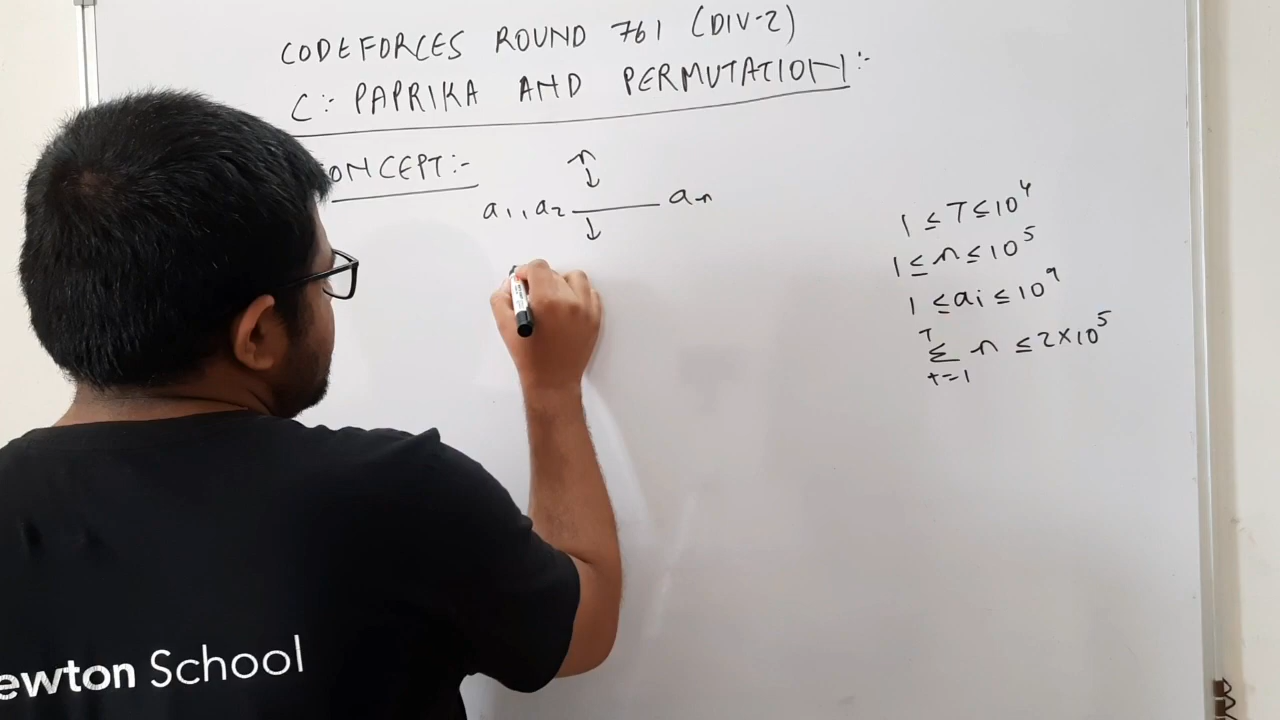 CODEFORCES ROUND 761 (DIV-2)
C:- PAPRIKA AND PERMUTATION:-
ONCEPT:-
n
↓
a1, a2 ——— an
↓
1 ≤ T ≤ 10^4
1 ≤ n ≤ 10^5
1 ≤ ai ≤ 10^9
T
Σ n ≤ 2×10^5
t=1
ewton School